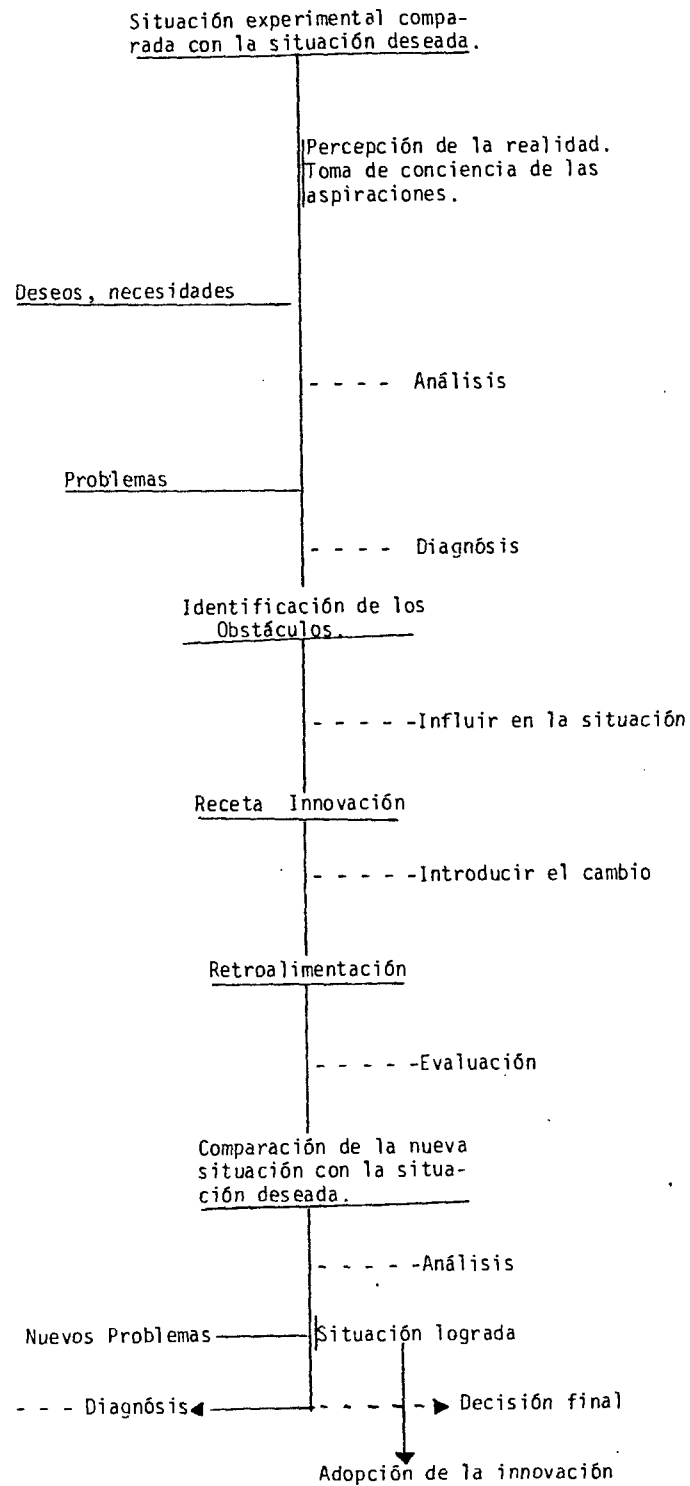 Situación experimental compa-
rada con la situación deseada.
Percepción de la realidad.
Toma de conciencia de las
aspiraciones.
Deseos, necesidades
Análisis
Problemas
Diagnósis
Identificación de los
Obstáculos.
Influir en la situación
Receta Innovación
Introducir el cambio
Retroalimentación
Evaluación
Comparación de la nueva
situación con la situa-
ción deseada.
Análisis
Nuevos Problemas
Situación lograda
Diagnósis
Decisión final
Adopción de la innovación